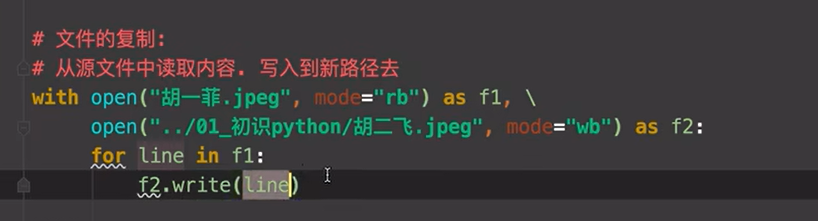 # 文件的复制:
# 从源文件中读取内容. 写入到新路径去
with open("胡一菲.jpeg", mode="rb") as f1, \
open("../01_初识python/胡二飞.jpeg", mode="wb") as f2:
for line in f1:
f2.write(line)